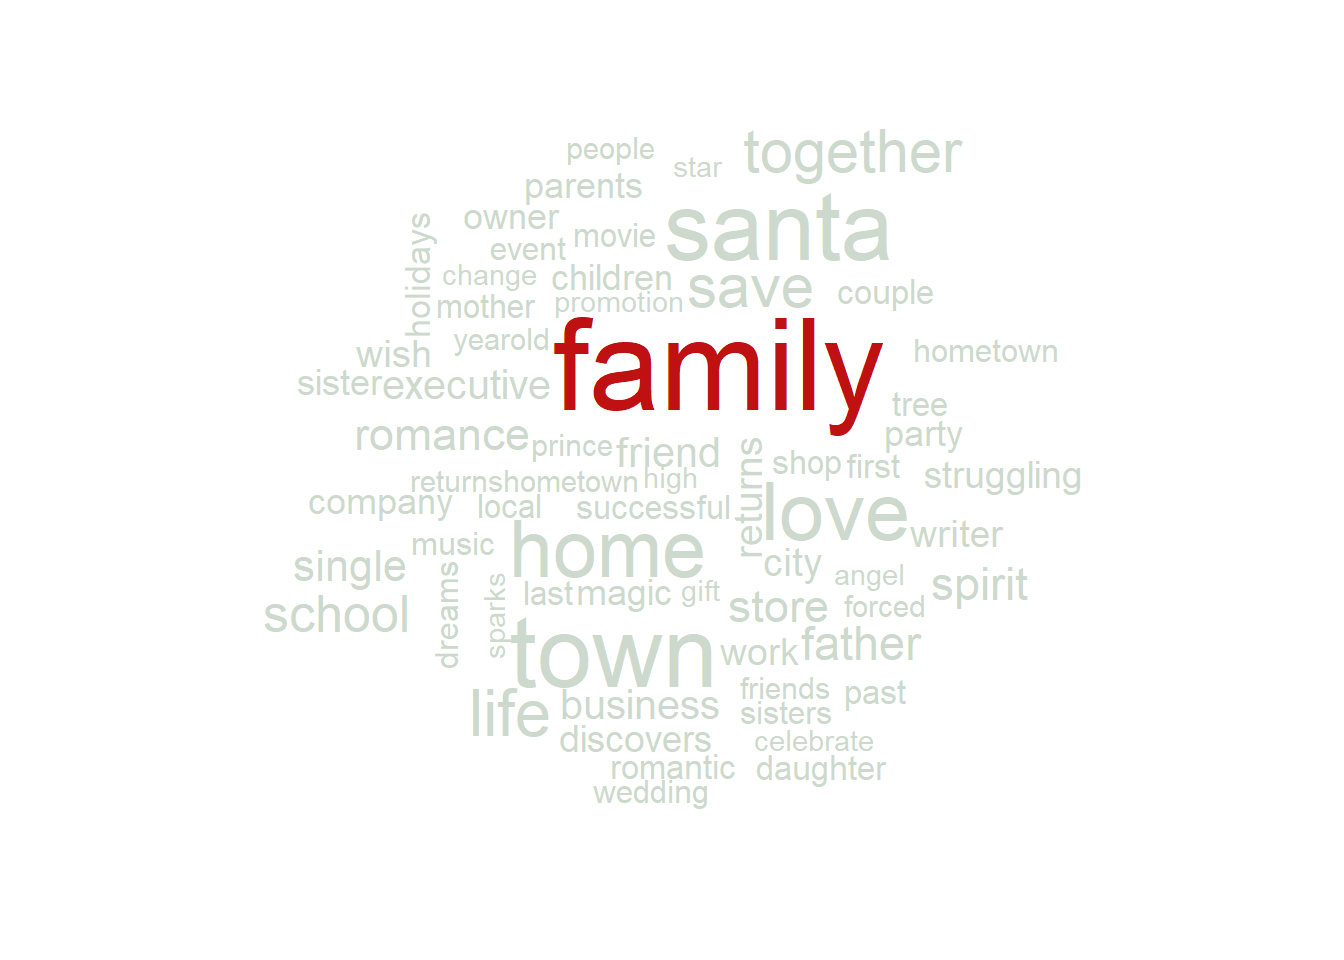 people
star
together
parents
santa
owner
holidays
movie
event
change
children
save
couple
mother
promotion
family
yearold
hometown
wish
sister
executive
tree
romance
prince
friend
party
returns
shop
first
struggling
returnshometown
high
company
local
successful
love
music
home
writer
single
city
angel
spirit
dreams
sparks
last
magic
gift
store
forced
school
town
work
father
life
business
friends
past
sisters
discovers
celebrate
romantic
daughter
wedding